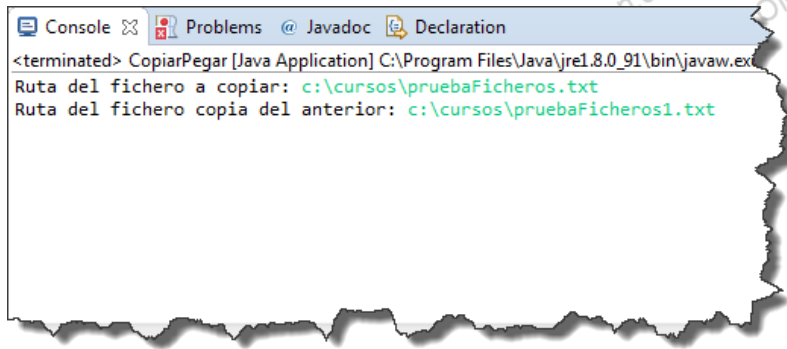 Console Problems @ Javadoc Declaration
<terminated> CopiarPegar [Java Application] C:\Program Files\Java\jre1.8.0_91\bin\javaw.ex
Ruta del fichero a copiar: c:\cursos\pruebaFicheros.txt
Ruta del fichero copia del anterior: c:\cursos\pruebaFicheros1.txt